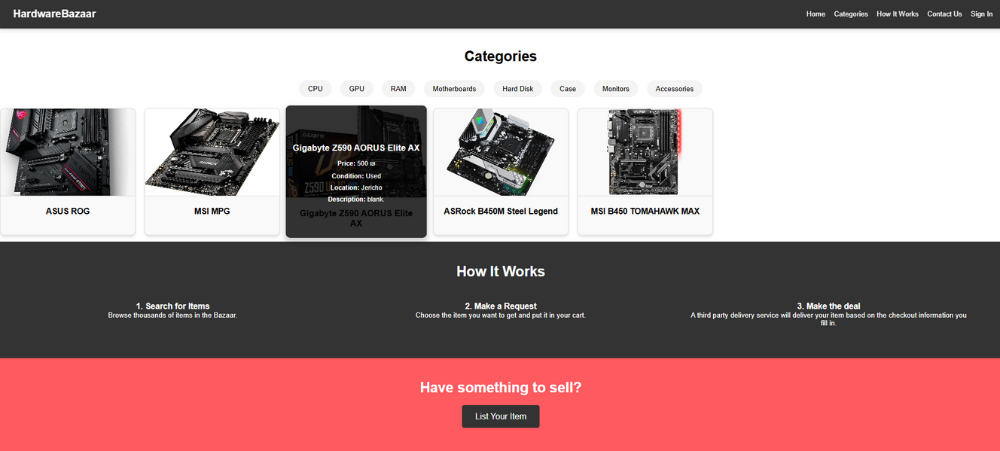 HardwareBazaar
Home Categories How It Works Contact Us Sign In
Categories
CPU GPU RAM Motherboards Hard Disk Case Monitors Accessories
GIGABYTE
Gigabyte Z590 AORUS Elite AX
Price: 500 ₪
Condition: Used
Location: Jericho
Z590
Description: blank.
ASUS ROG
MSI MPG
Gigabyte Z590 AORUS Elite
AX
ASRock B450M Steel Legend
MSI B450 TOMAHAWK MAX
How It Works
1. Search for Items
Browse thousands of items in the Bazaar.
2. Make a Request
Choose the item you want to get and put it in your cart.
3. Make the deal
A third party delivery service will deliver your item based on the checkout information you
fill in.
Have something to sell?
List Your Item